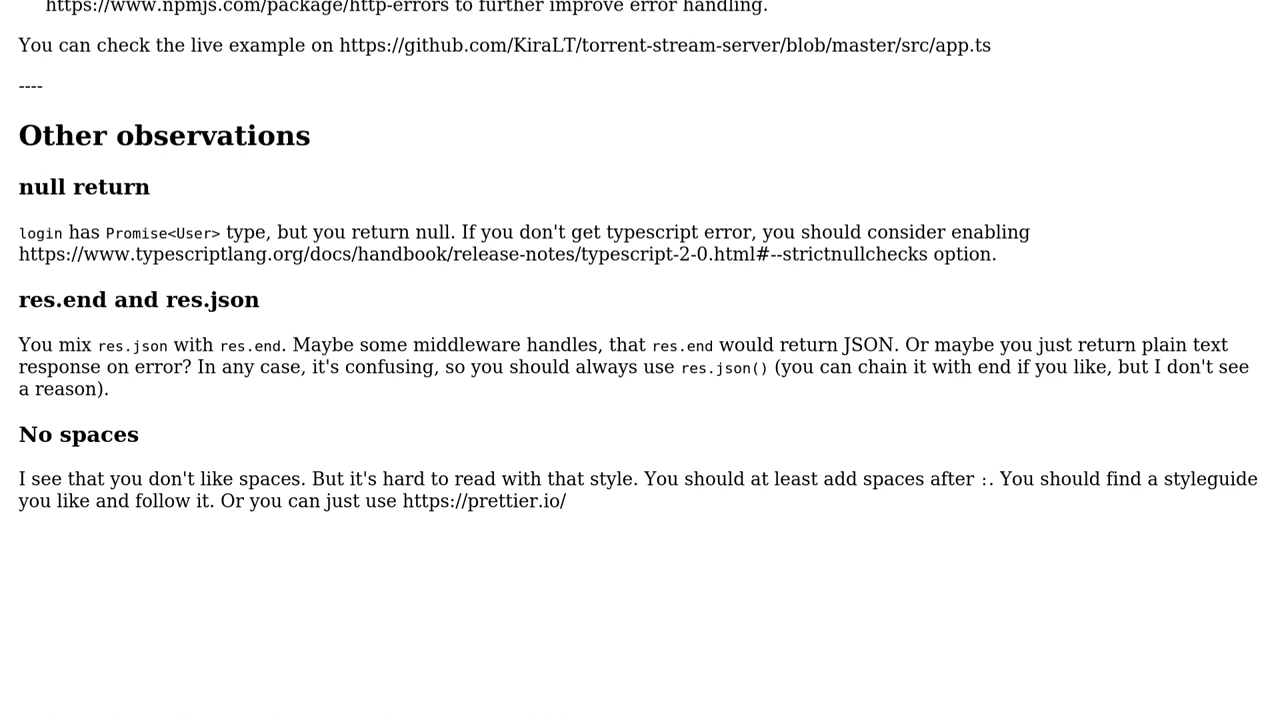 https://www.npmjs.com/package/http-errors to further improve error handling.
You can check the live example on https://github.com/KiraLT/torrent-stream-server/blob/master/src/app.ts
----
Other observations
null return
login has Promise<User> type, but you return null. If you don't get typescript error, you should consider enabling
https://www.typescriptlang.org/docs/handbook/release-notes/typescript-2-0.html#--strictnullchecks option.
res.end and res.json
You mix res.json with res.end. Maybe some middleware handles, that res.end would return JSON. Or maybe you just return plain text
response on error? In any case, it's confusing, so you should always use res.json() (you can chain it with end if you like, but I don't see
a reason).
No spaces
I see that you don't like spaces. But it's hard to read with that style. You should at least add spaces after :. You should find a styleguide
you like and follow it. Or you can just use https://prettier.io/